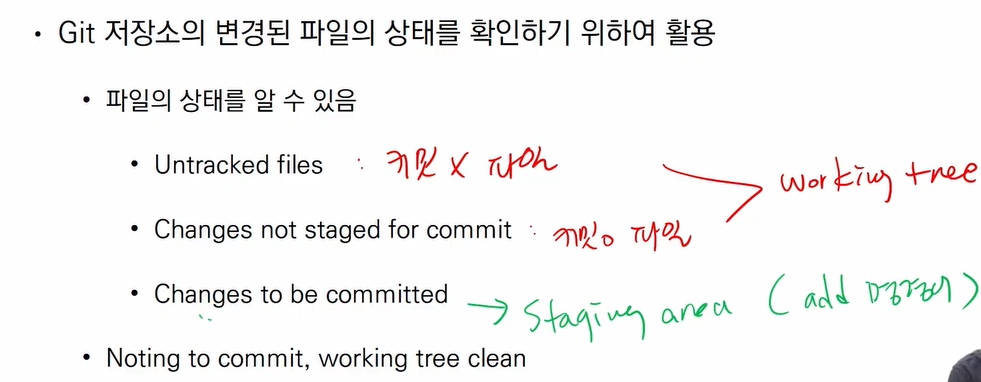 • Git 저장소의 변경된 파일의 상태를 확인하기 위하여 활용
• 파일의 상태를 알 수 있음
• Untracked files : 커밋 X 파일
working tree
• Changes not staged for commit : 커밋 O 파일
• Changes to be committed → Staging area (add 명령어)
• Noting to commit, working tree clean